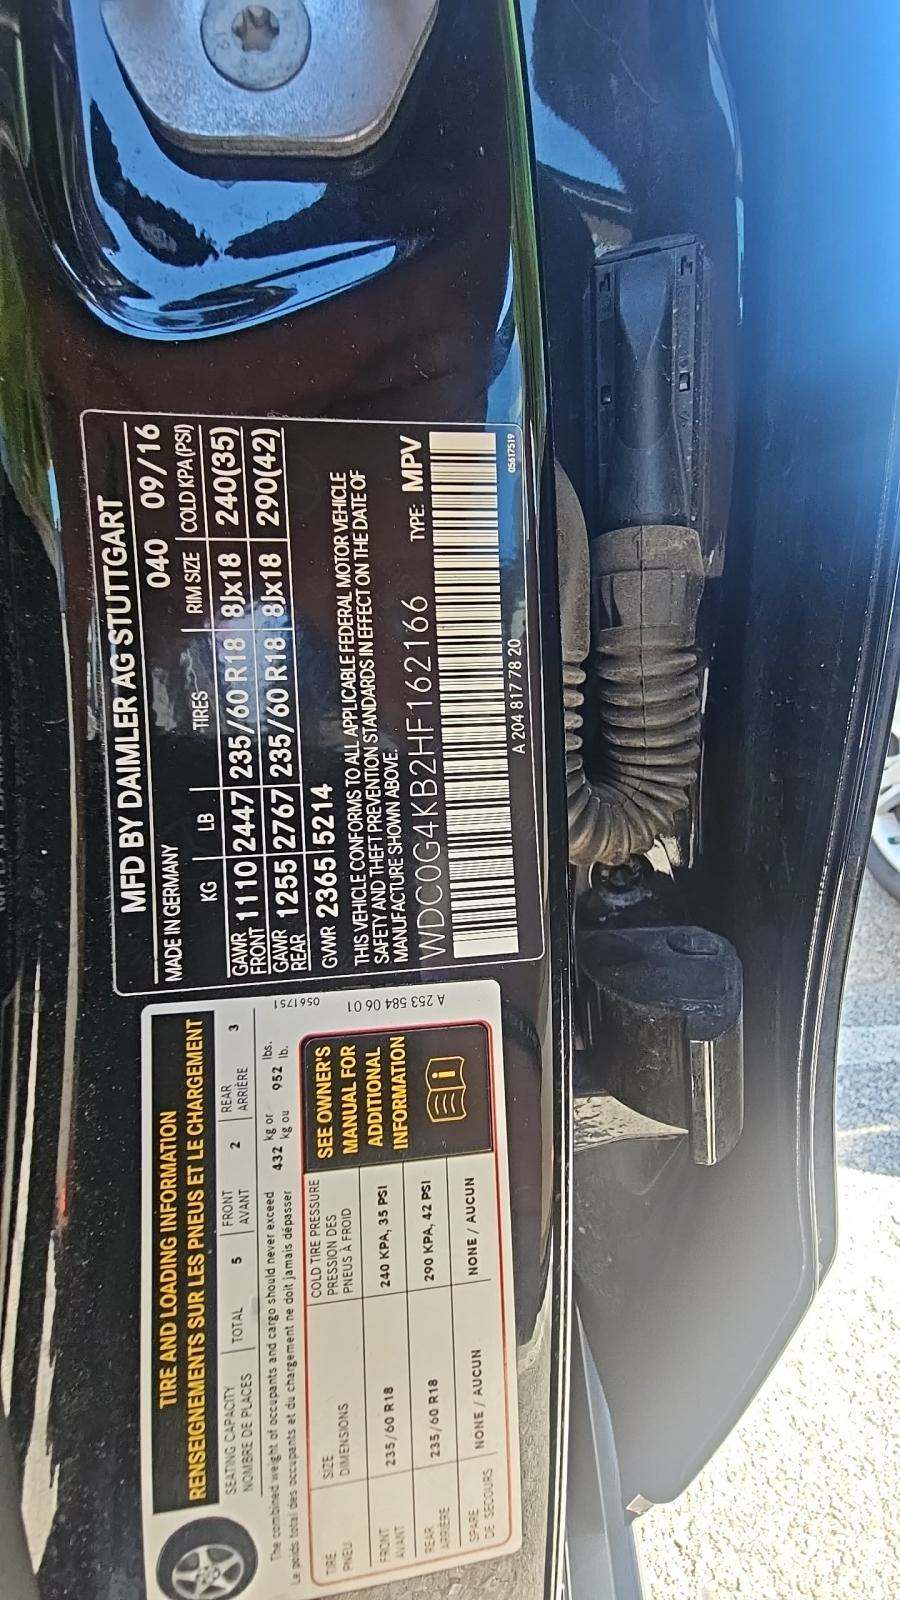 MFD BY DAIMLER AG STUTTGART
040 09/16
MADE IN GERMANY
KG LB TIRES RIM SIZE COLD KPA(PSI)
GAWR FRONT 1110 2447 235/60 R18 8Jx18 240(35)
GAWR REAR 1255 2767 235/60 R18 8Jx18 290(42)
GVWR 2365 5214
THIS VEHICLE CONFORMS TO ALL APPLICABLE FEDERAL MOTOR VEHICLE
SAFETY AND THEFT PREVENTION STANDARDS IN EFFECT ON THE DATE OF
MANUFACTURE SHOWN ABOVE.
WDC0G4KB2HF162166 TYPE: MPV
A 204 817 78 20
05617519
TIRE AND LOADING INFORMATION
RENSEIGNEMENTS SUR LES PNEUS ET LE CHARGEMENT
SEATING CAPACITY
NOMBRE DE PLACES
TOTAL 5
FRONT
AVANT
2
REAR
ARRIÈRE
3
The combined weight of occupants and cargo should never exceed 432 kg or 952 lbs.
Le poids total des occupants et du chargement ne doit jamais dépasser kg ou lb.
TIRE
PNEU
SIZE
DIMENSIONS
COLD TIRE PRESSURE
PRESSION DES
PNEUS À FROID
FRONT
AVANT
235/60 R18
240 KPA, 35 PSI
REAR
ARRIÈRE
235/60 R18
290 KPA, 42 PSI
SPARE
DE SECOURS
NONE / AUCUN
NONE / AUCUN
SEE OWNER'S
MANUAL FOR
ADDITIONAL
INFORMATION
A 253 584 06 01
0561751